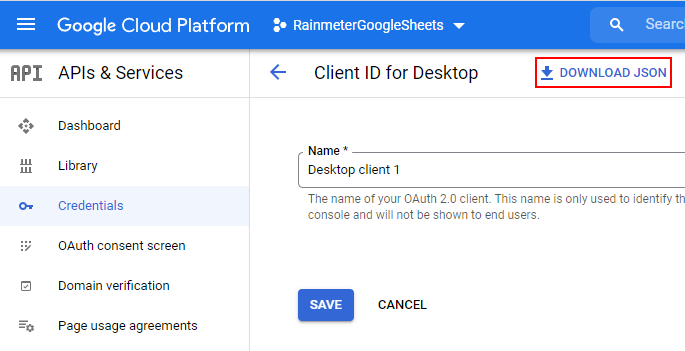 Google Cloud Platform
RainmeterGoogleSheets
Search
API
APIs & Services
Client ID for Desktop
DOWNLOAD JSON
Dashboard
Library
Credentials
OAuth consent screen
Domain verification
Page usage agreements
Name *
Desktop client 1
The name of your OAuth 2.0 client. This name is only used to identify th
console and will not be shown to end users.
SAVE
CANCEL